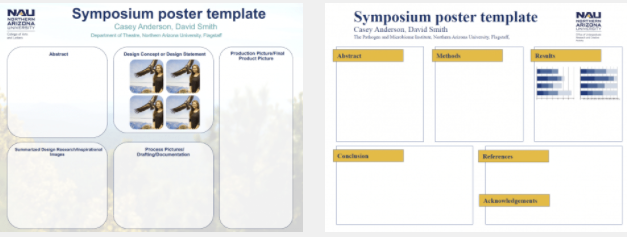 NAU
NORTHERN
ARIZONA
UNIVERSITY
Symposium poster template
Casey Anderson, David Smith
Department of Theatre, Northern Arizona University, Flagstaff
Abstract
Design Concept or Design Statement
Production Picture/Final
Product Picture
Summarized Design Research/Inspirational
Images
Process Pictures/
Drafting/Documentation
Symposium poster template
Casey Anderson, David Smith
The Pathogen and Microbiome Institute, Northern Arizona University, Flagstaff,
NAU
NORTHERN
ARIZONA
UNIVERSITY
Abstract
Methods
Results
Conclusion
References
Acknowledgements